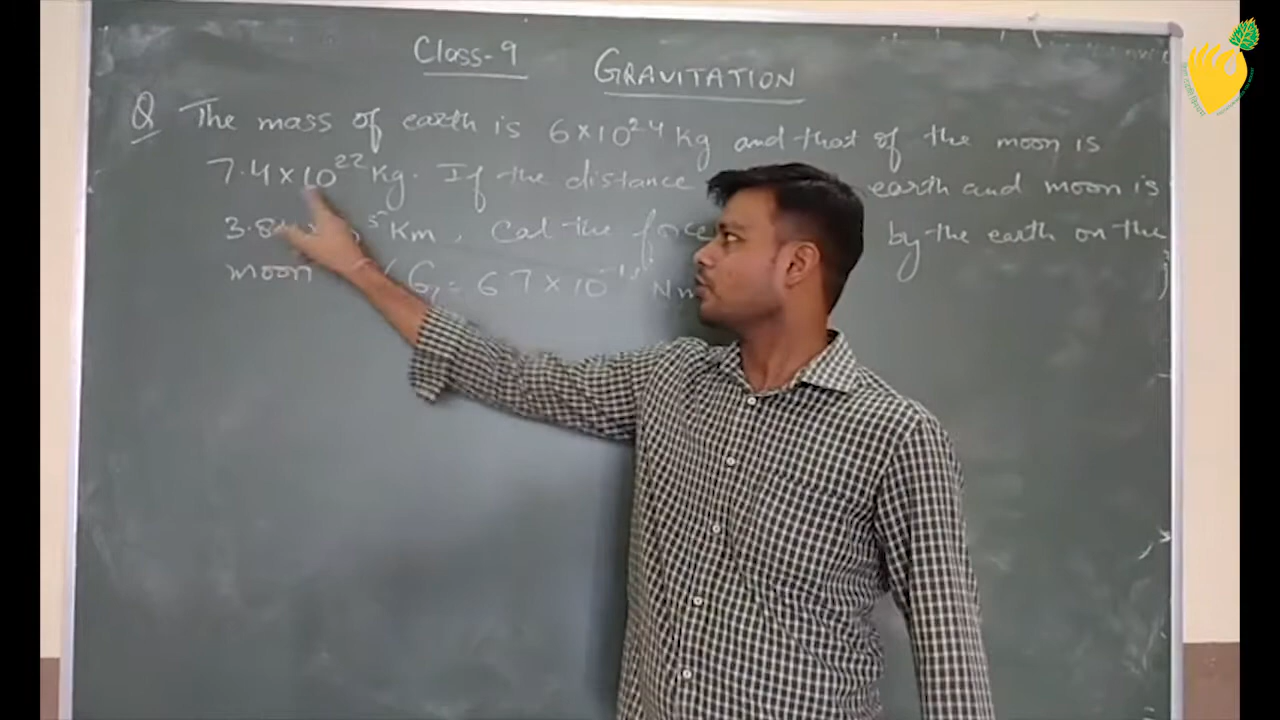 Class-9 GRAVITATION
Q The mass of earth is 6×10²⁴ kg and that of the moon is
7.4×10²² Kg. If the distance earth and moon is
3.84 ⁵ Km, Cal the force by the earth on the
moon G = 6 7 × 10⁻¹¹ Nm